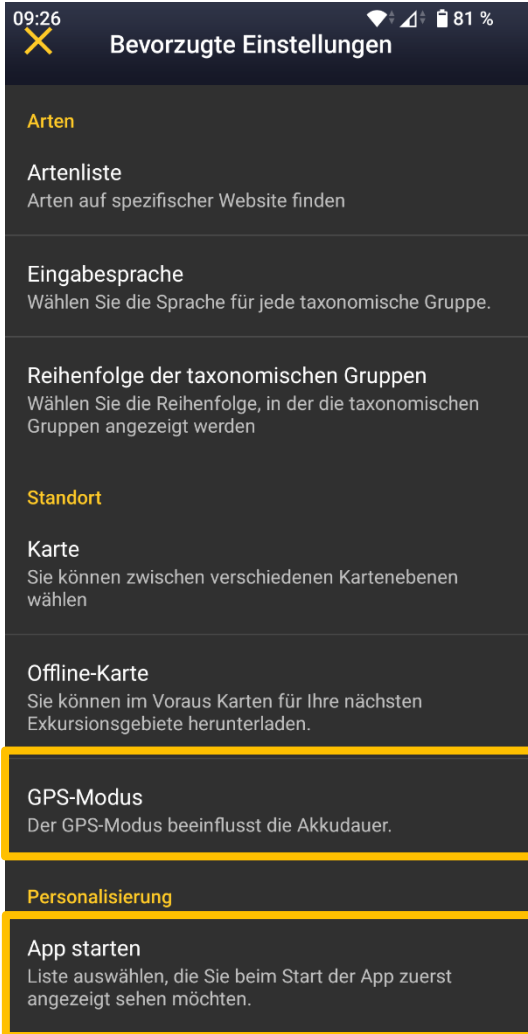 09:26 81 %
Bevorzugte Einstellungen
Arten
Artenliste
Arten auf spezifischer Website finden
Eingabesprache
Wählen Sie die Sprache für jede taxonomische Gruppe.
Reihenfolge der taxonomischen Gruppen
Wählen Sie die Reihenfolge, in der die taxonomischen
Gruppen angezeigt werden
Standort
Karte
Sie können zwischen verschiedenen Kartenebenen
wählen
Offline-Karte
Sie können im Voraus Karten für Ihre nächsten
Exkursionsgebiete herunterladen.
GPS-Modus
Der GPS-Modus beeinflusst die Akkudauer.
Personalisierung
App starten
Liste auswählen, die Sie beim Start der App zuerst
angezeigt sehen möchten.